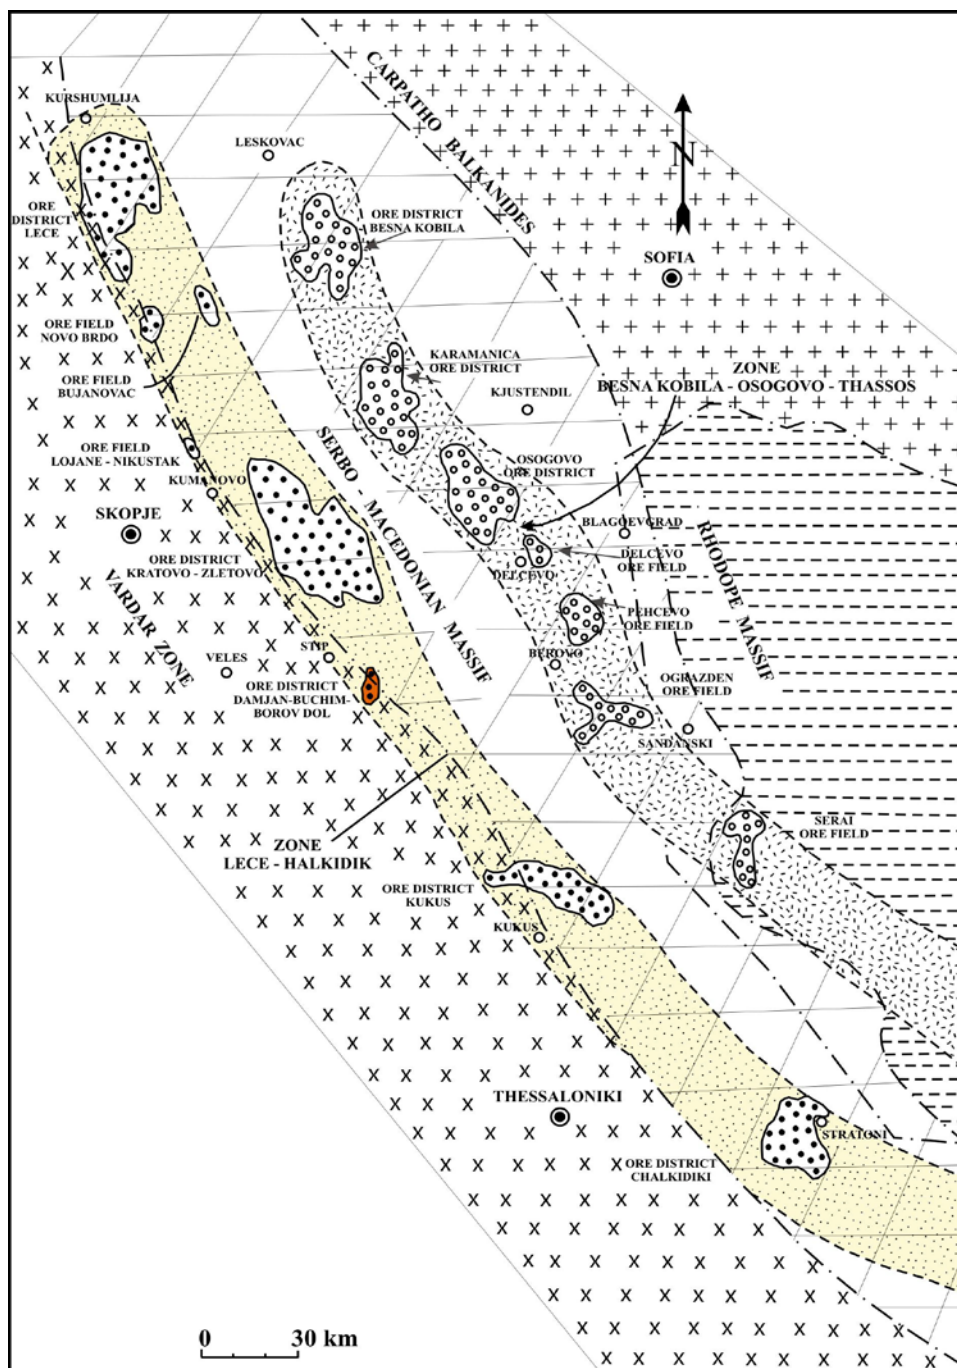 CARPATHO BALKANIDES
KURSHUMLIJA
LESKOVAC
N
ORE
DISTRICT
LECE
ORE DISTRICT
BESNA KOBILA
SOFIA
ORE FIELD
NOVO BRDO
KARAMANICA
ORE DISTRICT
ZONE
BESNA KOBILA - OSOGOVO - THASSOS
ORE FIELD
BUJANOVAC
KJUSTENDIL
ORE FIELD
LOJANE - NIKUSTAK
SERBO - MACEDONIAN MASSIF
OSOGOVO
ORE DISTRICT
KUMANOVO
SKOPJE
BLAGOEVGRAD
RHODOPE MASSIF
ORE DISTRICT
KRATOVO - ZLETOVO
DELCEVO
DELCEVO
ORE FIELD
VARDAR ZONE
PEHCEVO
ORE FIELD
STIP
VELES
BEROVO
ORE DISTRICT
DAMJAN-BUCHIM-
BOROV DOL
OGRAZDEN
ORE FIELD
SANDANSKI
SERAI
ORE FIELD
ZONE
LECE - HALKIDIK
ORE DISTRICT
KUKUS
KUKUS
THESSALONIKI
STRATONI
ORE DISTRICT
CHALKIDIKI
0 30 km